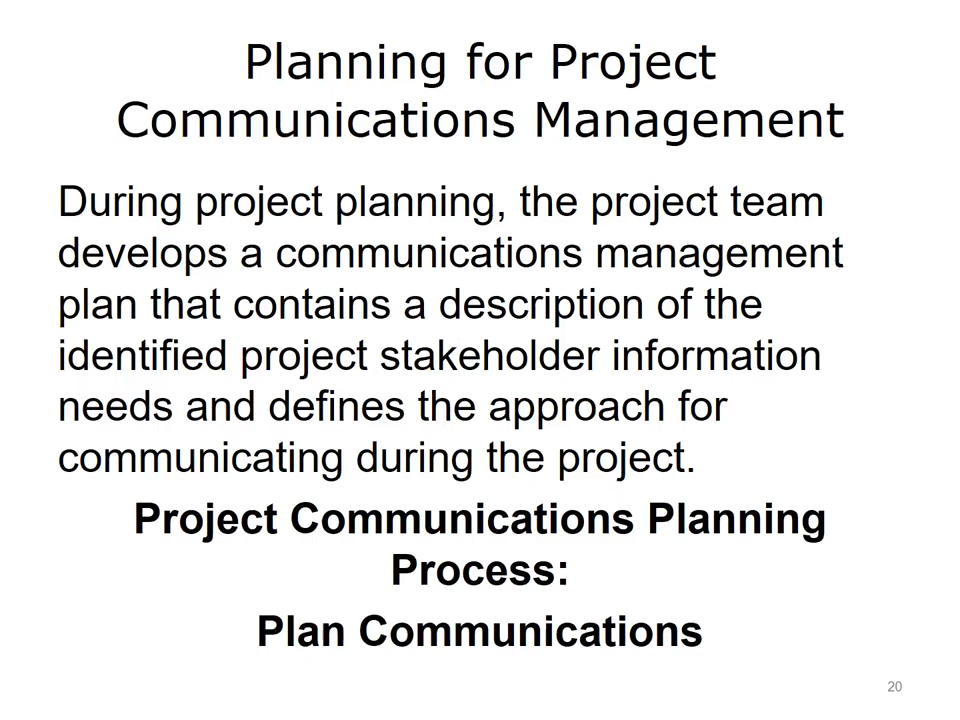 Planning for Project
Communications Management
During project planning, the project team
develops a communications management
plan that contains a description of the
identified project stakeholder information
needs and defines the approach for
communicating during the project.
Project Communications Planning
Process:
Plan Communications
20